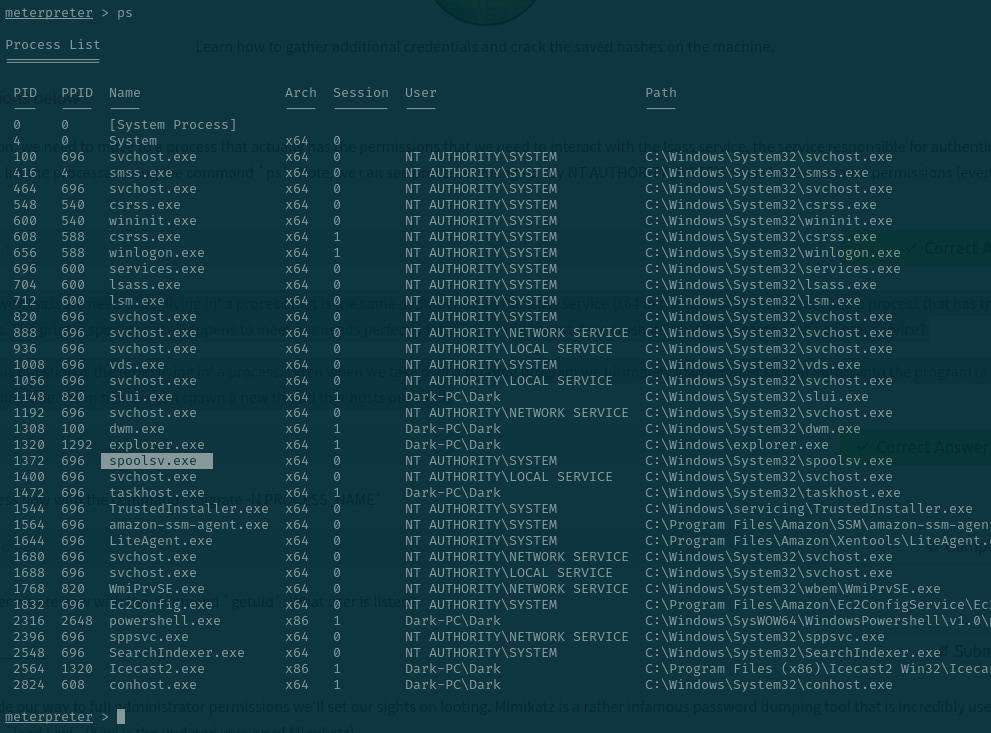 meterpreter > ps
Process List
PID PPID Name Arch Session User Path
0 0 [System Process]
4 0 System x64 0
100 696 svchost.exe x64 0 NT AUTHORITY\SYSTEM C:\Windows\System32\svchost.exe
416 4 smss.exe x64 0 NT AUTHORITY\SYSTEM C:\Windows\System32\smss.exe
464 696 svchost.exe x64 0 NT AUTHORITY\SYSTEM C:\Windows\System32\svchost.exe
548 540 csrss.exe x64 0 NT AUTHORITY\SYSTEM C:\Windows\System32\csrss.exe
600 540 wininit.exe x64 0 NT AUTHORITY\SYSTEM C:\Windows\System32\wininit.exe
608 588 csrss.exe x64 1 NT AUTHORITY\SYSTEM C:\Windows\System32\csrss.exe
656 588 winlogon.exe x64 1 NT AUTHORITY\SYSTEM C:\Windows\System32\winlogon.exe
696 600 services.exe x64 0 NT AUTHORITY\SYSTEM C:\Windows\System32\services.exe
704 600 lsass.exe x64 0 NT AUTHORITY\SYSTEM C:\Windows\System32\lsass.exe
712 600 lsm.exe x64 0 NT AUTHORITY\SYSTEM C:\Windows\System32\lsm.exe
820 696 svchost.exe x64 0 NT AUTHORITY\SYSTEM C:\Windows\System32\svchost.exe
888 696 svchost.exe x64 0 NT AUTHORITY\NETWORK SERVICE C:\Windows\System32\svchost.exe
936 696 svchost.exe x64 0 NT AUTHORITY\LOCAL SERVICE C:\Windows\System32\svchost.exe
1008 696 vds.exe x64 0 NT AUTHORITY\SYSTEM C:\Windows\System32\vds.exe
1056 696 svchost.exe x64 0 NT AUTHORITY\LOCAL SERVICE C:\Windows\System32\svchost.exe
1148 820 slui.exe x64 1 Dark-PC\Dark C:\Windows\System32\slui.exe
1192 696 svchost.exe x64 0 NT AUTHORITY\NETWORK SERVICE C:\Windows\System32\svchost.exe
1308 100 dwm.exe x64 1 Dark-PC\Dark C:\Windows\System32\dwm.exe
1320 1292 explorer.exe x64 1 Dark-PC\Dark C:\Windows\explorer.exe
1372 696 spoolsv.exe x64 0 NT AUTHORITY\SYSTEM C:\Windows\System32\spoolsv.exe
1400 696 svchost.exe x64 0 NT AUTHORITY\LOCAL SERVICE C:\Windows\System32\svchost.exe
1472 696 taskhost.exe x64 1 Dark-PC\Dark C:\Windows\System32\taskhost.exe
1544 696 TrustedInstaller.exe x64 0 NT AUTHORITY\SYSTEM C:\Windows\servicing\TrustedInstaller.exe
1564 696 amazon-ssm-agent.exe x64 0 NT AUTHORITY\SYSTEM C:\Program Files\Amazon\SSM\amazon-ssm-agen
1644 696 LiteAgent.exe x64 0 NT AUTHORITY\SYSTEM C:\Program Files\Amazon\Xentools\LiteAgent.e
1680 696 svchost.exe x64 0 NT AUTHORITY\NETWORK SERVICE C:\Windows\System32\svchost.exe
1688 696 svchost.exe x64 0 NT AUTHORITY\LOCAL SERVICE C:\Windows\System32\svchost.exe
1768 820 WmiPrvSE.exe x64 0 NT AUTHORITY\NETWORK SERVICE C:\Windows\System32\wbem\WmiPrvSE.exe
1832 696 Ec2Config.exe x64 0 NT AUTHORITY\SYSTEM C:\Program Files\Amazon\Ec2ConfigService\Ec2
2316 2648 powershell.exe x86 1 Dark-PC\Dark C:\Windows\SysWOW64\WindowsPowershell\v1.0\p
2396 696 sppsvc.exe x64 0 NT AUTHORITY\NETWORK SERVICE C:\Windows\System32\sppsvc.exe
2548 696 SearchIndexer.exe x64 0 NT AUTHORITY\SYSTEM C:\Windows\System32\SearchIndexer.exe
2564 1320 Icecast2.exe x86 1 Dark-PC\Dark C:\Program Files (x86)\Icecast2 Win32\Iceca
2824 608 conhost.exe x64 1 Dark-PC\Dark C:\Windows\System32\conhost.exe
meterpreter >